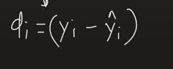 dᵢ = (yᵢ - ŷᵢ)